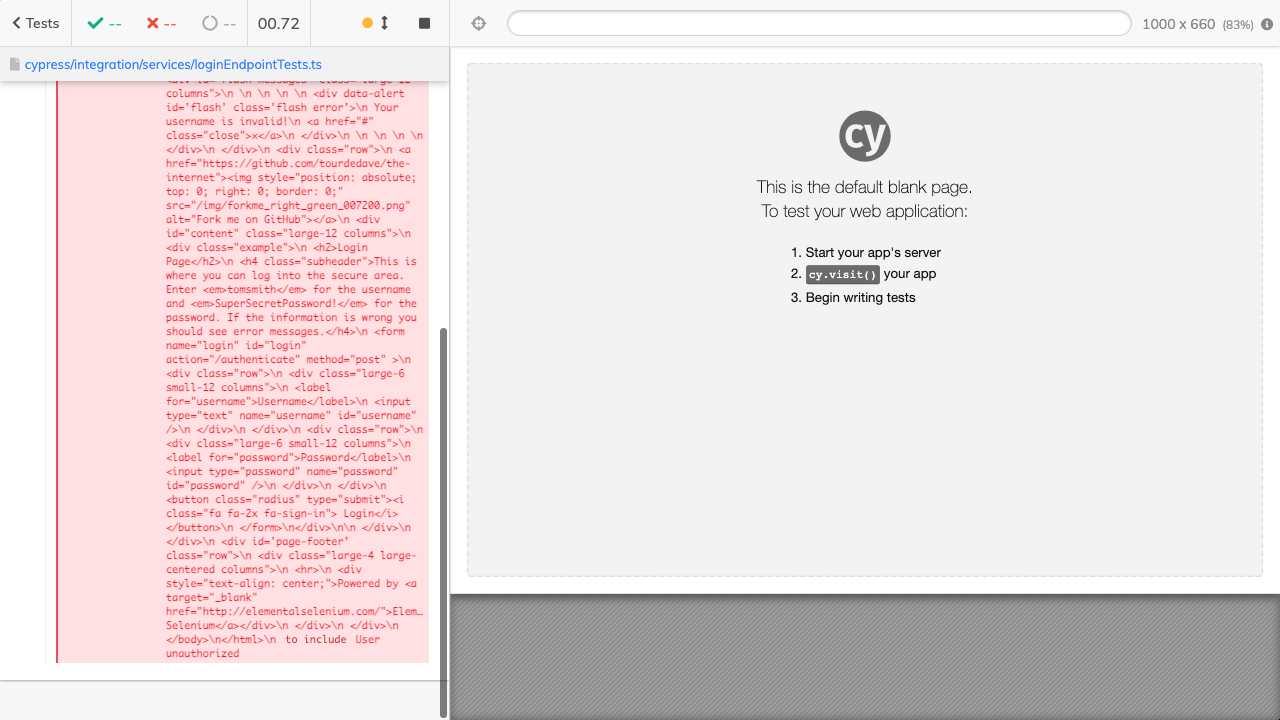 Tests
--
--
--
00.72
1000 x 660 (83%)
cypress/integration/services/loginEndpointTests.ts
<div id="flash-messages" class="large-12
columns">\n \n \n \n \n <div data-alert
id='flash' class='flash error'>\n Your
username is invalid!\n <a href="#"
class="close">x</a>\n </div>\n \n \n \n \n
</div>\n </div>\n <div class="row">\n <a
href="https://github.com/tourdedave/the-
internet"><img style="position: absolute;
top: 0; right: 0; border: 0;"
src="/img/forkme_right_green_007200.png"
alt="Fork me on GitHub"></a>\n <div
id="content" class="large-12 columns">\n
<div class="example">\n <h2>Login
Page</h2>\n <h4 class="subheader">This is
where you can log into the secure area.
Enter <em>tomsmith</em> for the username
and <em>SuperSecretPassword!</em> for the
password. If the information is wrong you
should see error messages.</h4>\n <form
name="login" id="login"
action="/authenticate" method="post" >\n
<div class="row">\n <div class="large-6
small-12 columns">\n <label
for="username">Username</label>\n <input
type="text" name="username" id="username"
/>\n </div>\n </div>\n <div class="row">\n
<div class="large-6 small-12 columns">\n
<label for="password">Password</label>\n
<input type="password" name="password"
id="password" />\n </div>\n </div>\n
<button class="radius" type="submit"><i
class="fa fa-2x fa-sign-in"> Login</i>
</button>\n </form>\n</div>\n\n </div>\n
</div>\n <div id='page-footer'
class="row">\n <div class="large-4 large-
centered columns">\n <hr>\n <div
style="text-align: center;">Powered by <a
target="_blank"
href="http://elementalselenium.com/">Elem…
Selenium</a></div>\n </div>\n </div>\n
</body>\n</html>\n to include User
unauthorized
cy
This is the default blank page.
To test your web application:
1. Start your app's server
2. cy.visit() your app
3. Begin writing tests